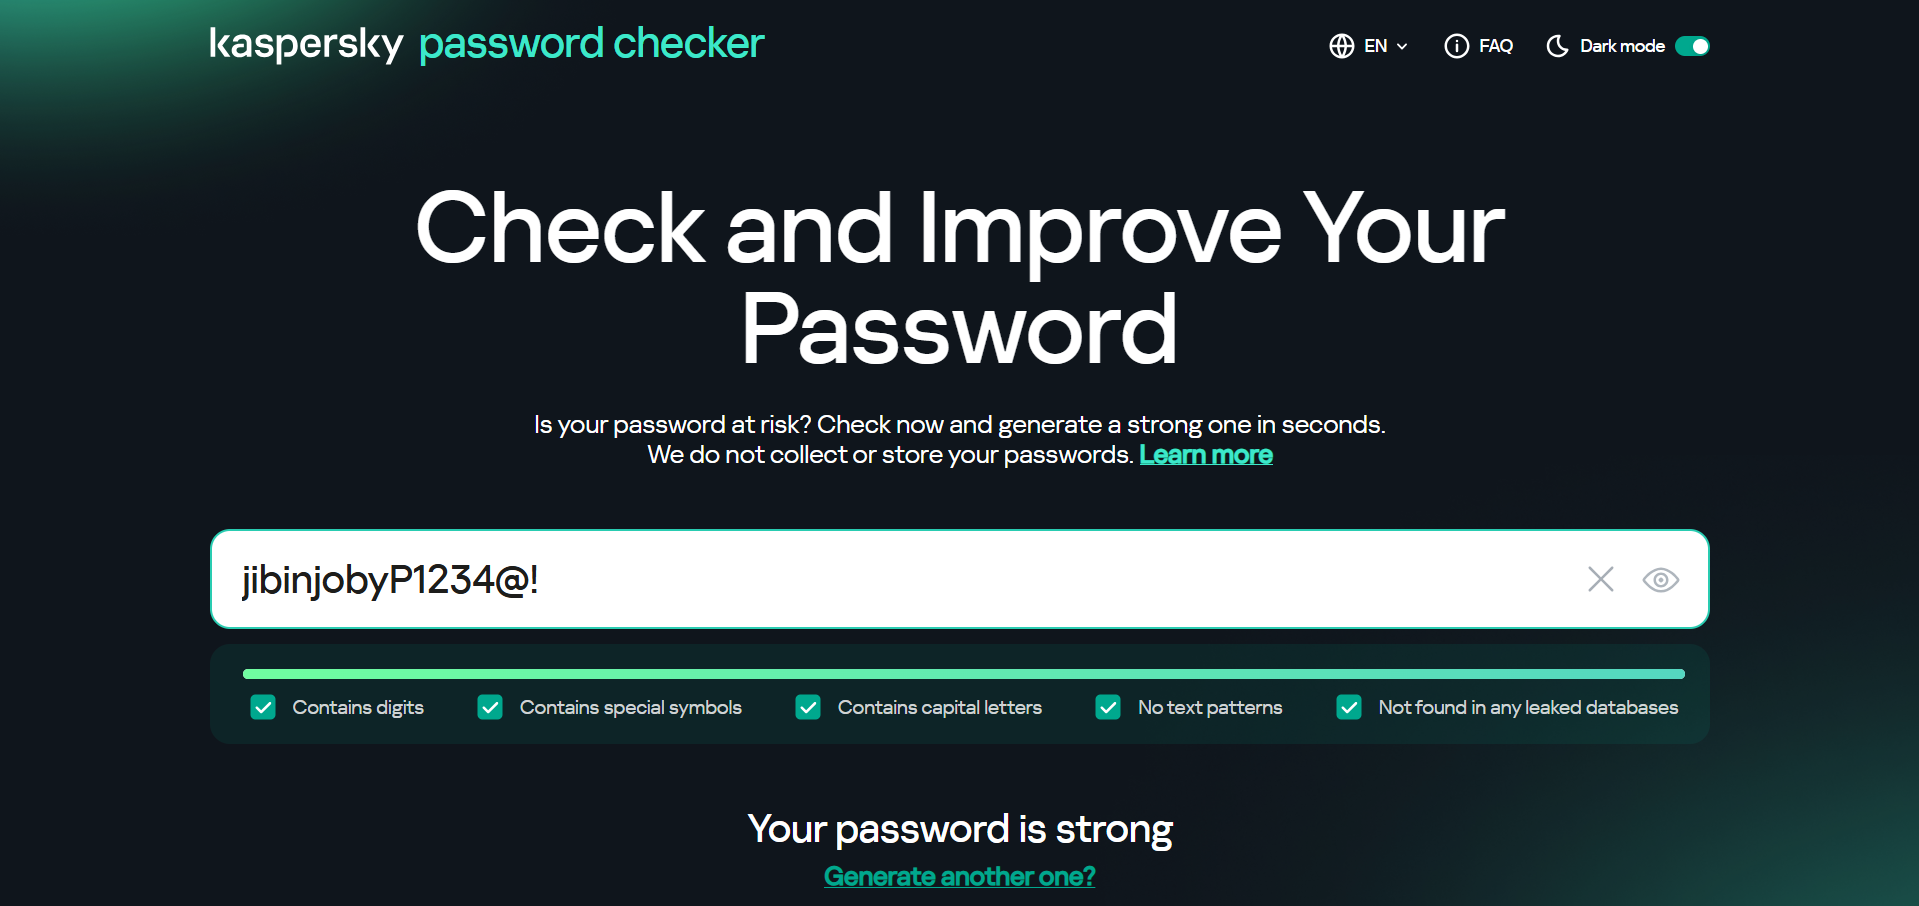 kaspersky password checker
EN
FAQ
Dark mode
Check and Improve Your
Password
Is your password at risk? Check now and generate a strong one in seconds.
We do not collect or store your passwords. Learn more
jibinjobyP1234@!
Contains digits
Contains special symbols
Contains capital letters
No text patterns
Not found in any leaked databases
Your password is strong
Generate another one?